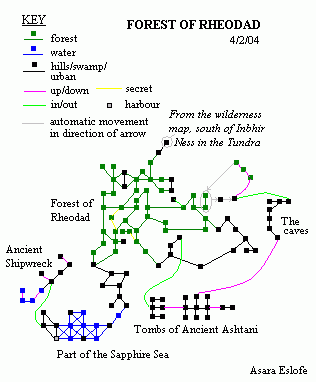 KEY
FOREST OF RHEODAD
4/2/04
forest
water
hills/swamp/
urban
up/down
secret
in/out
harbour
automatic movement
in direction of arrow
From the wilderness
map, south of Inbhir
Ness in the Tundra
Forest of
Rheodad
The
caves
Ancient
Shipwreck
Tombs of Ancient Ashtani
Part of the Sapphire Sea
Asara Eslofe